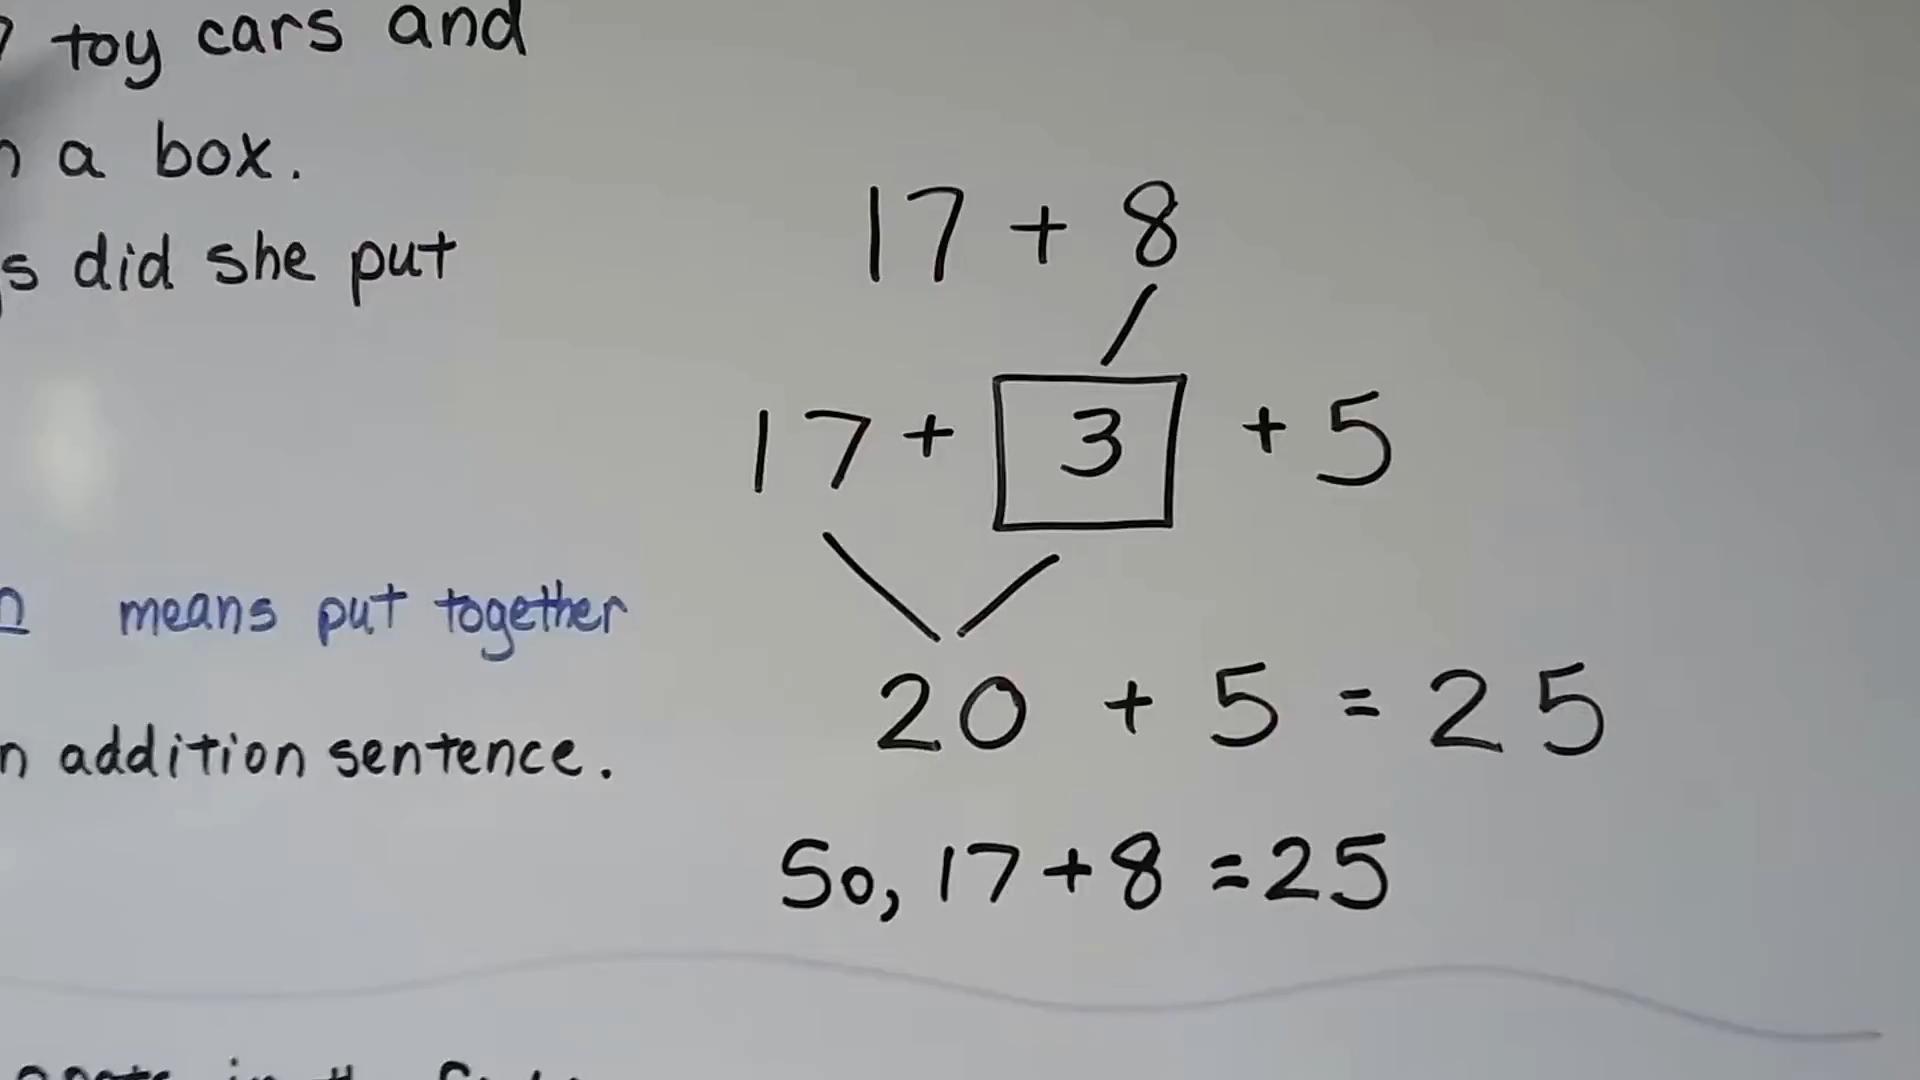 toy cars and
a box.
did she put
means put together
addition sentence.
17 + 8
17 + 3 + 5
20 + 5 = 25
So, 17 + 8 = 25